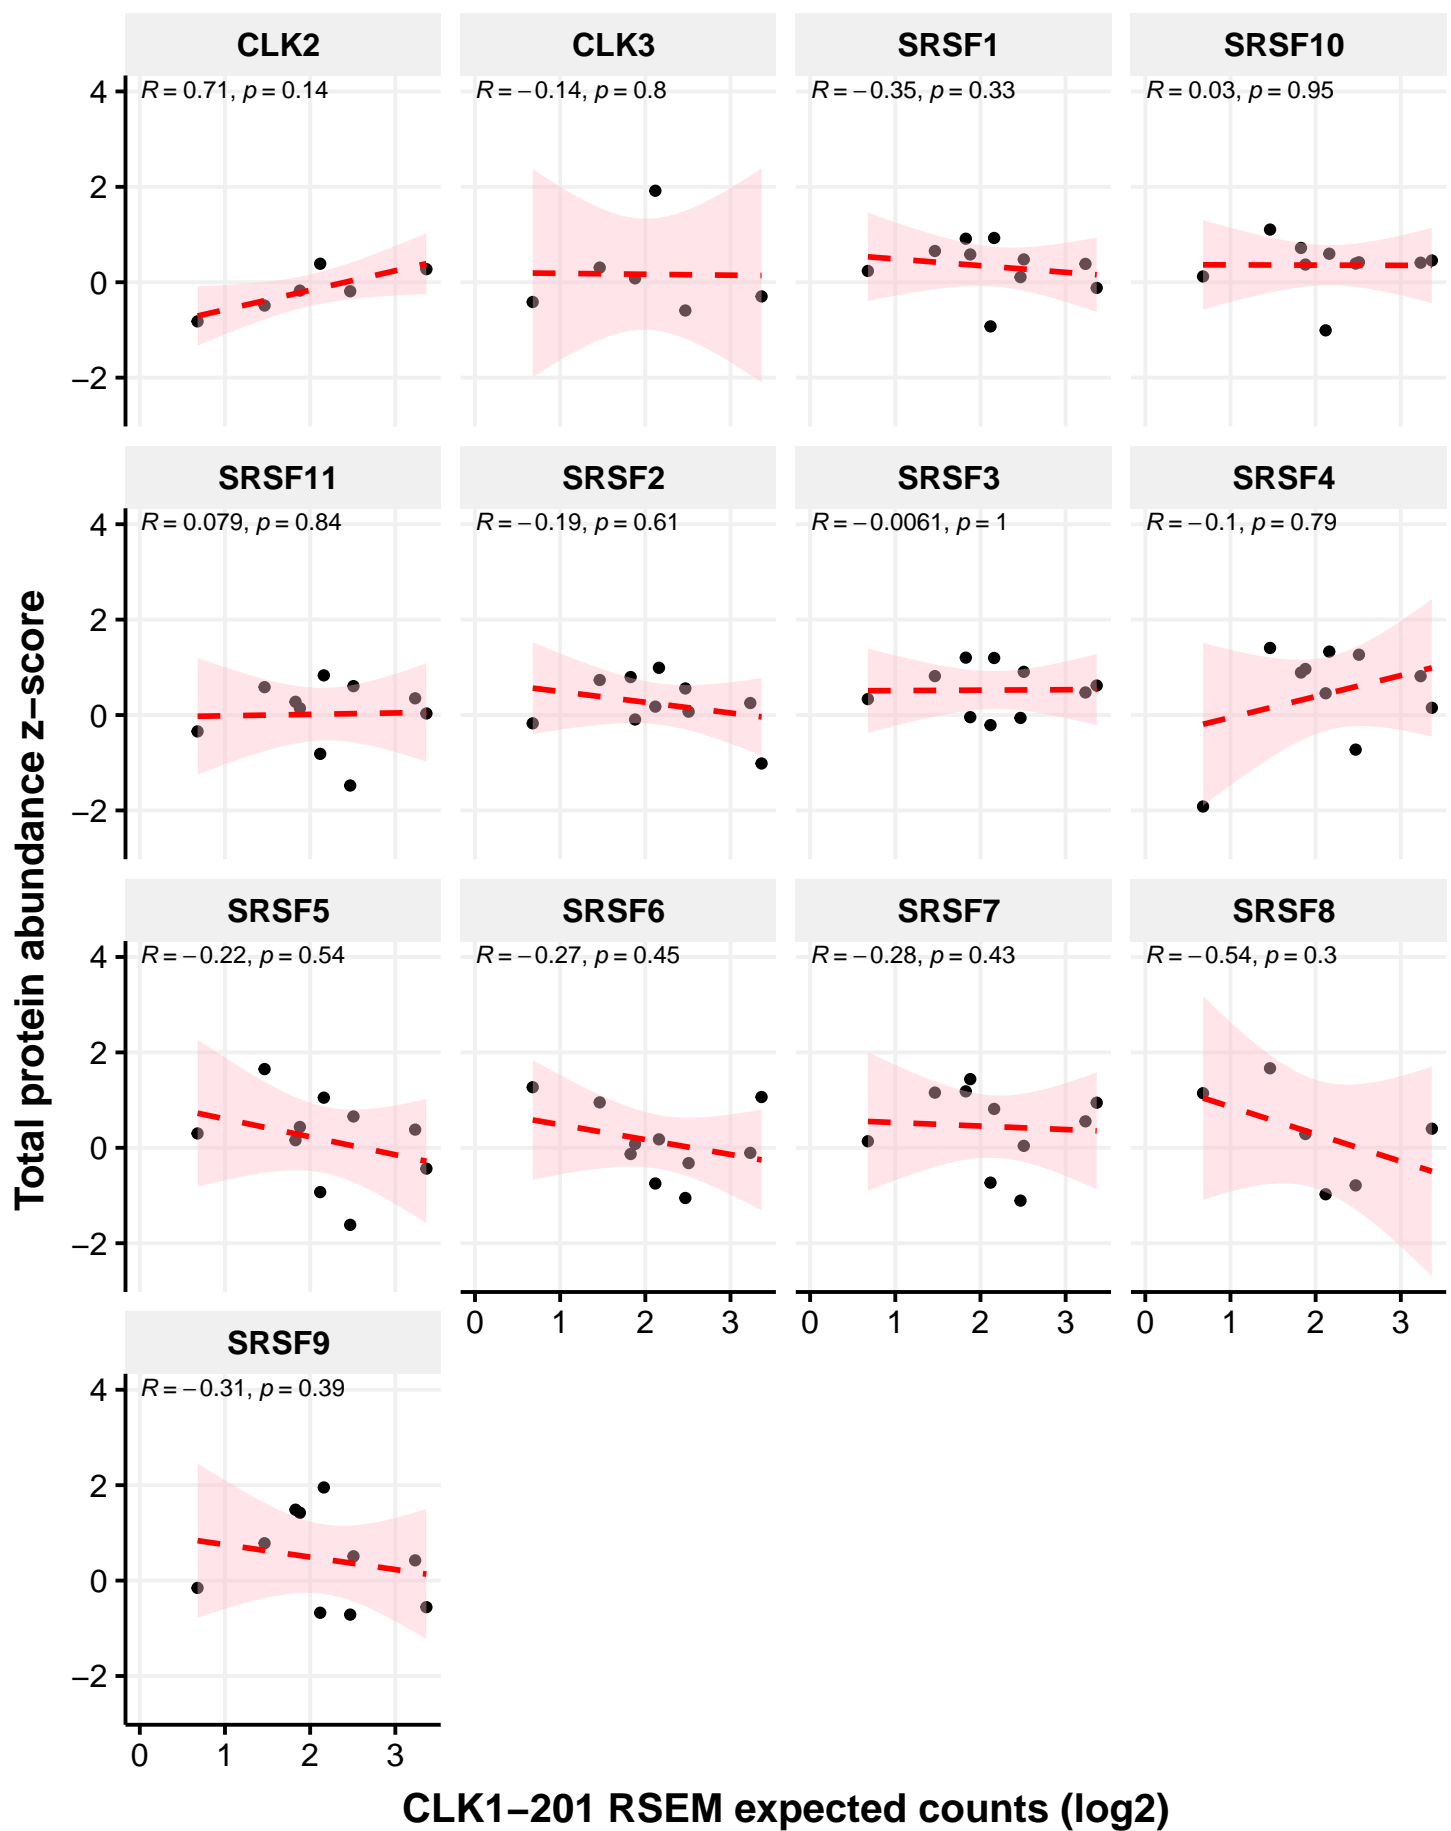 CLK2 CLK3 SRSF1 SRSF10
R = 0.71, p = 0.14 R = −0.14, p = 0.8 R = −0.35, p = 0.33 R = 0.03, p = 0.95
4
2
0
−2
SRSF11 SRSF2 SRSF3 SRSF4
R = 0.079, p = 0.84 R = −0.19, p = 0.61 R = −0.0061, p = 1 R = −0.1, p = 0.79
4
2
0
−2
Total protein abundance z−score
SRSF5 SRSF6 SRSF7 SRSF8
R = −0.22, p = 0.54 R = −0.27, p = 0.45 R = −0.28, p = 0.43 R = −0.54, p = 0.3
4
2
0
−2
0 1 2 3 0 1 2 3 0 1 2 3
SRSF9
R = −0.31, p = 0.39
4
2
0
−2
0 1 2 3
CLK1−201 RSEM expected counts (log2)